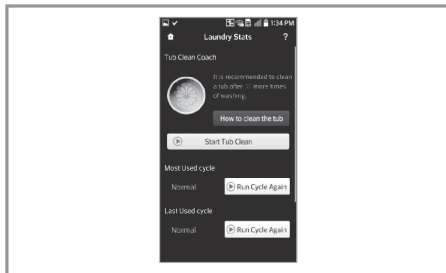 1:34 PM
Laundry Stats ?
Tub Clean Coach
It is recommended to clean
a tub after more times
of washing.
How to clean the tub
Start Tub Clean
Most Used cycle
Normal Run Cycle Again
Last Used cycle
Normal Run Cycle Again